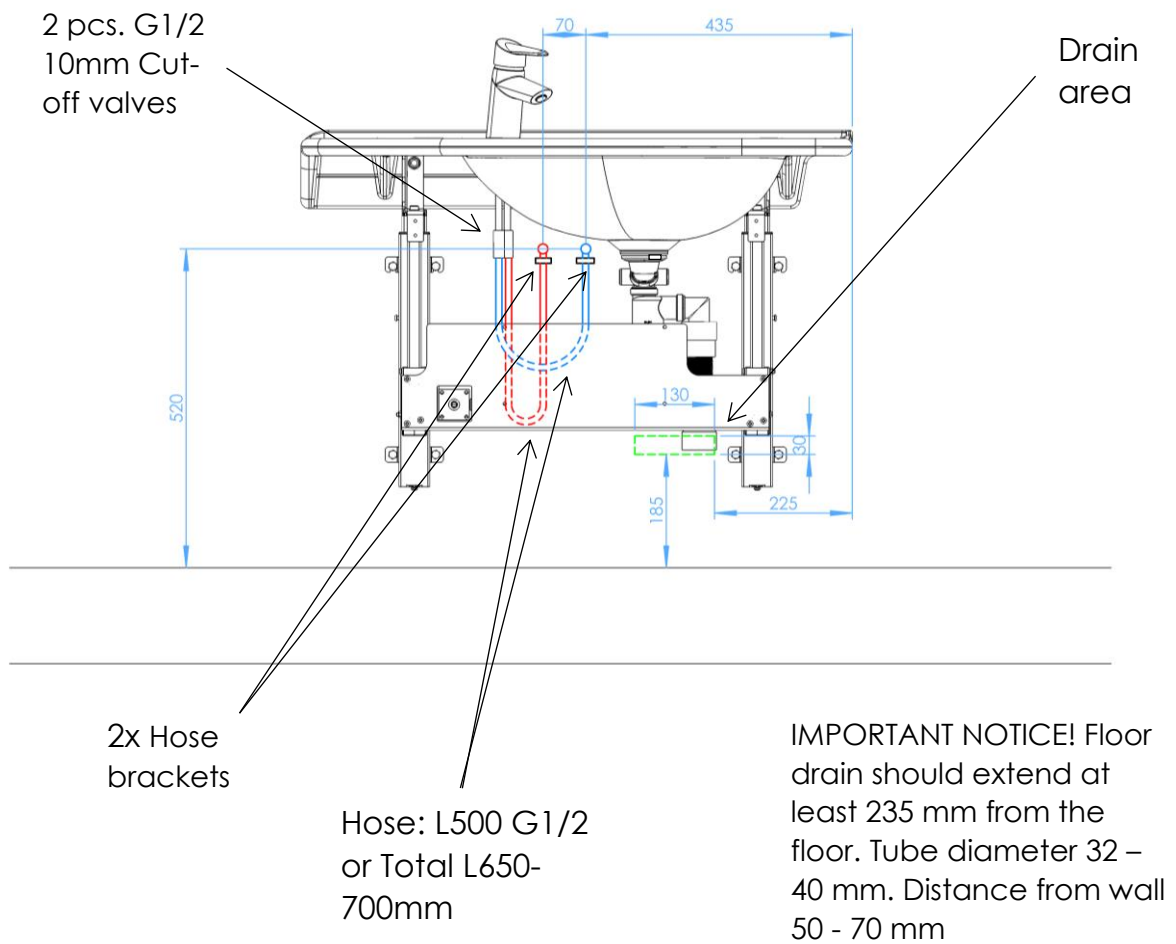 2 pcs. G1/2
10mm Cut-
off valves
70
435
Drain
area
520
130
30
185
225
2x Hose
brackets
Hose: L500 G1/2
or Total L650-
700mm
IMPORTANT NOTICE! Floor
drain should extend at
least 235 mm from the
floor. Tube diameter 32 –
40 mm. Distance from wall
50 - 70 mm